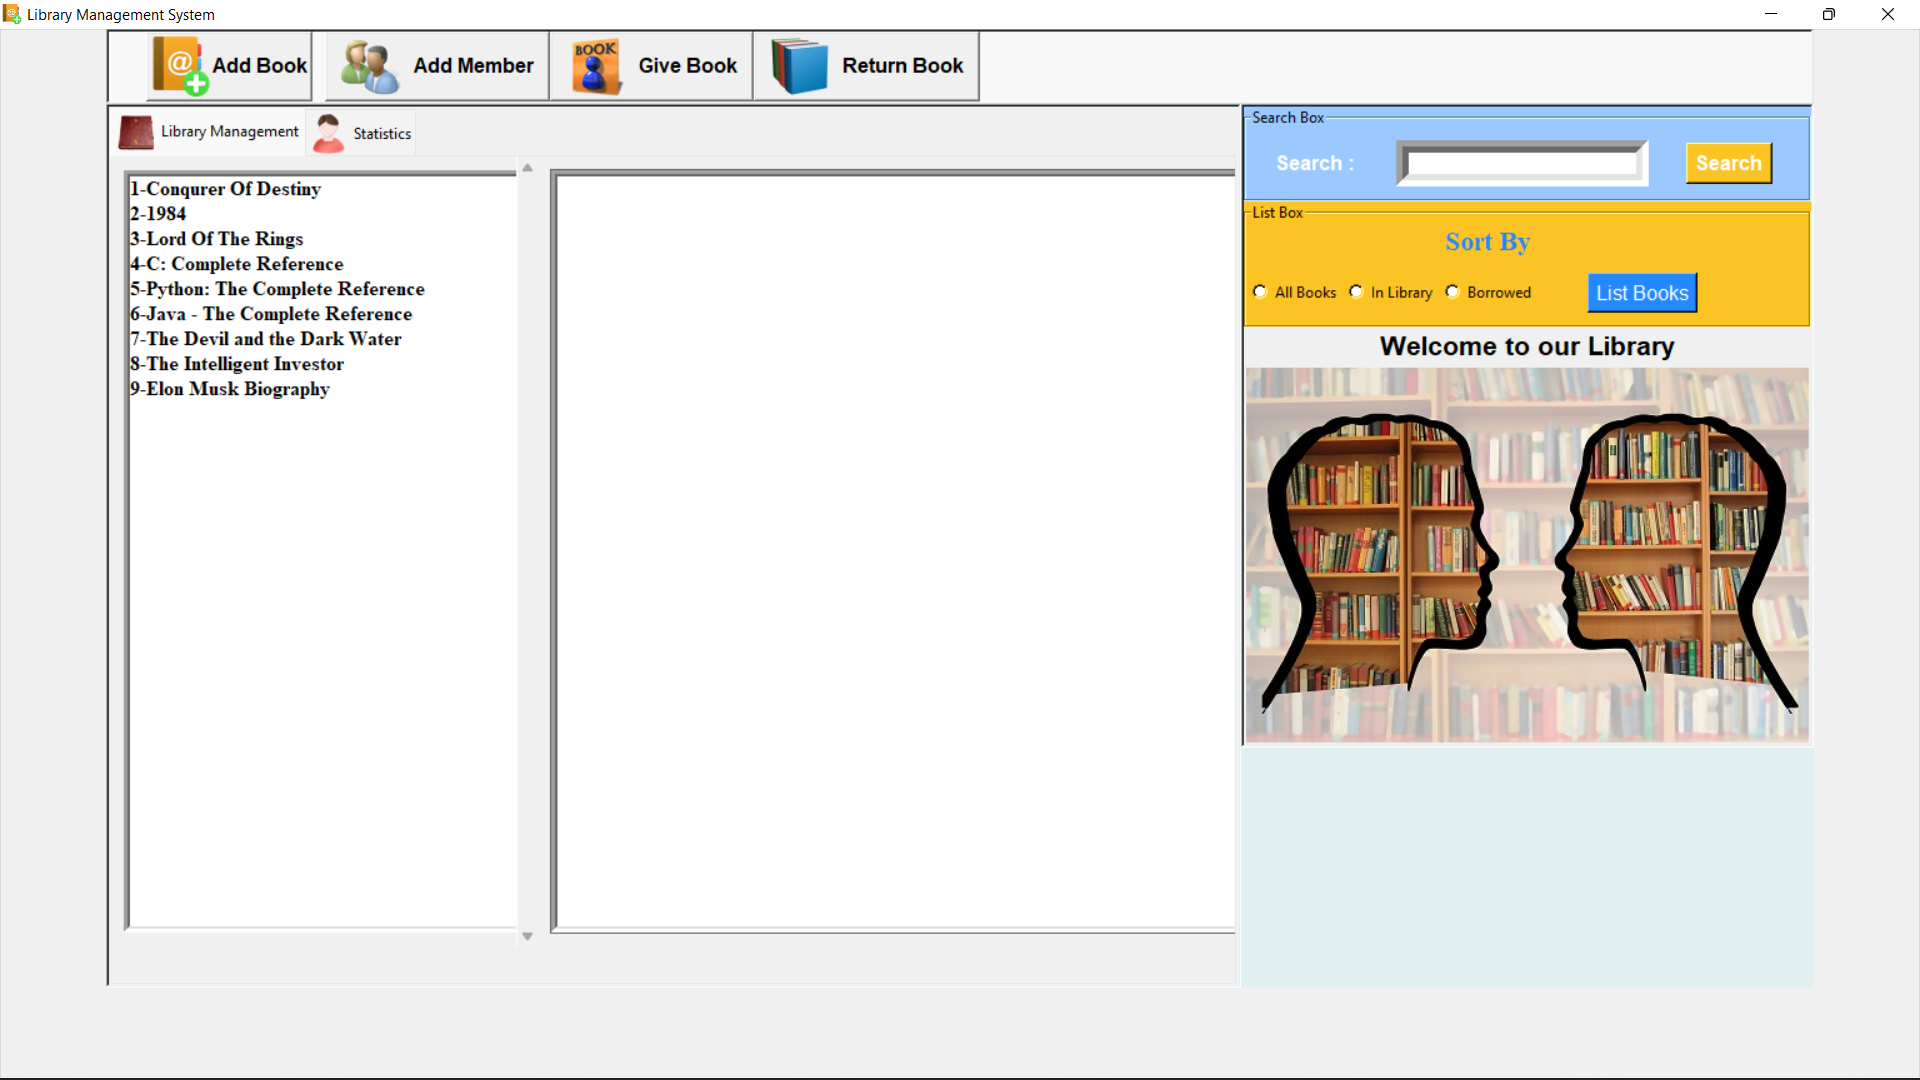 Library Management System
Add Book
Add Member
BOOK
Give Book
Return Book
Library Management
Statistics
1-Conqurer Of Destiny
2-1984
3-Lord Of The Rings
4-C: Complete Reference
5-Python: The Complete Reference
6-Java - The Complete Reference
7-The Devil and the Dark Water
8-The Intelligent Investor
9-Elon Musk Biography
Search Box
Search :
Search
List Box
Sort By
All Books
In Library
Borrowed
List Books
Welcome to our Library